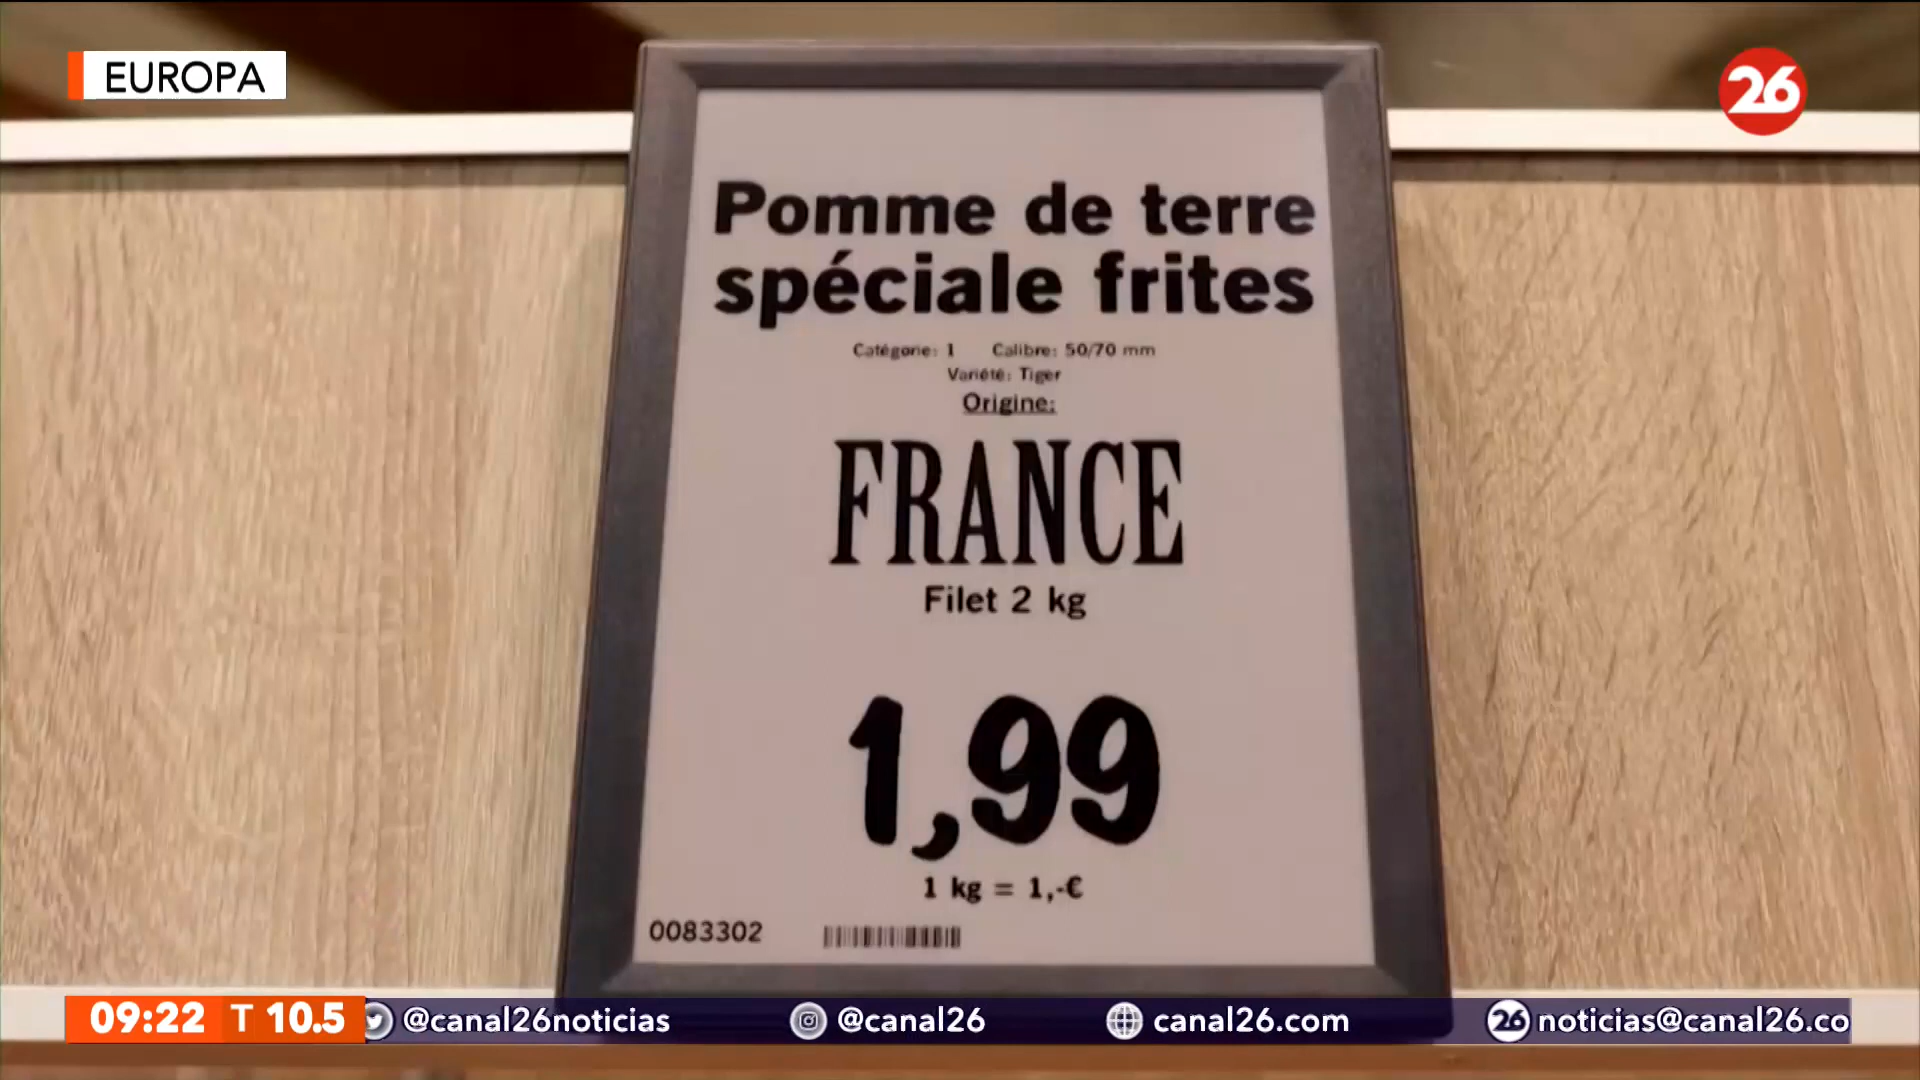 EUROPA
26
Pomme de terre
spéciale frites
Catégorie: 1 Calibre: 50/70 mm
Variété: Tiger
Origine:
FRANCE
Filet 2 kg
1,99
1 kg = 1,-€
0083302
09:22 T 10.5 @canal26noticias @canal26 canal26.com 26 noticias@canal26.co